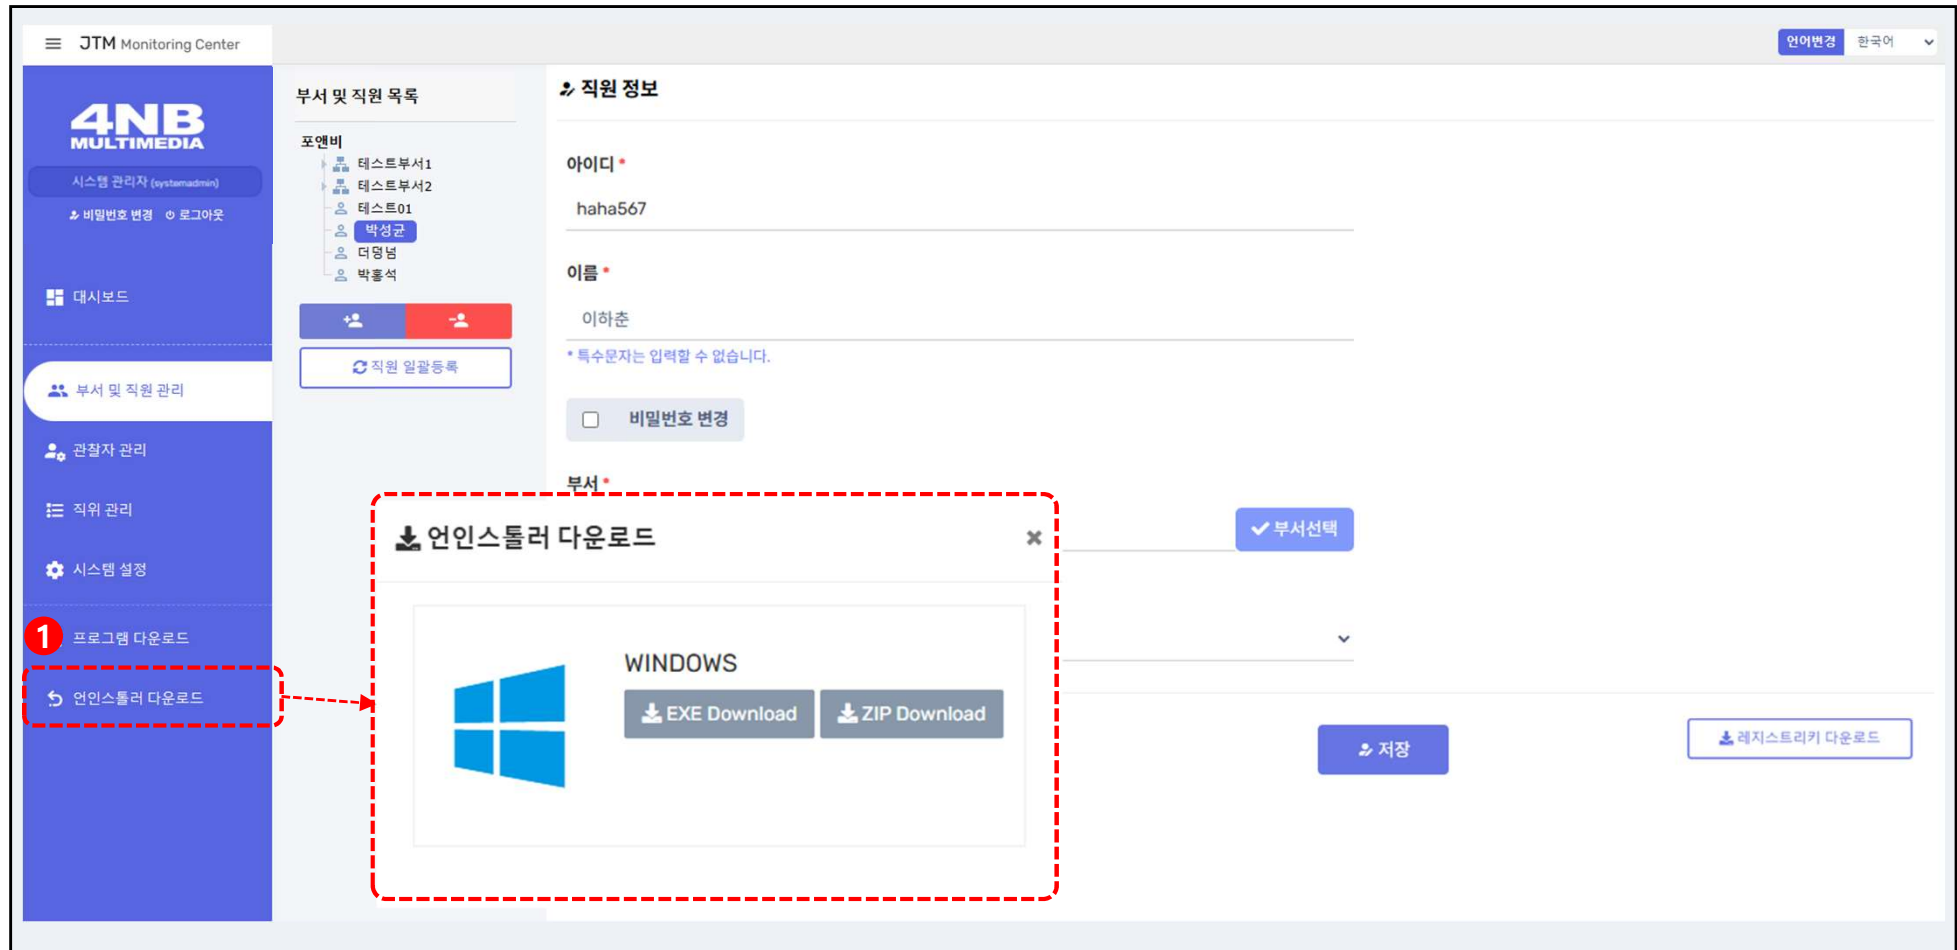 JTM Monitoring Center
언어변경 한국어
4NB
MULTIMEDIA
시스템 관리자 (systemadmin)
비밀번호 변경 로그아웃
대시보드
부서 및 직원 관리
관찰자 관리
직위 관리
시스템 설정
1 프로그램 다운로드
언인스톨러 다운로드
부서 및 직원 목록
포앤비
테스트부서1
테스트부서2
테스트01
박성균
더덩넘
박홍석
직원 일괄등록
직원 정보
아이디 *
haha567
이름 *
이하춘
* 특수문자는 입력할 수 없습니다.
비밀번호 변경
부서 *
부서선택
언인스톨러 다운로드
WINDOWS
EXE Download ZIP Download
저장
레지스트리키 다운로드